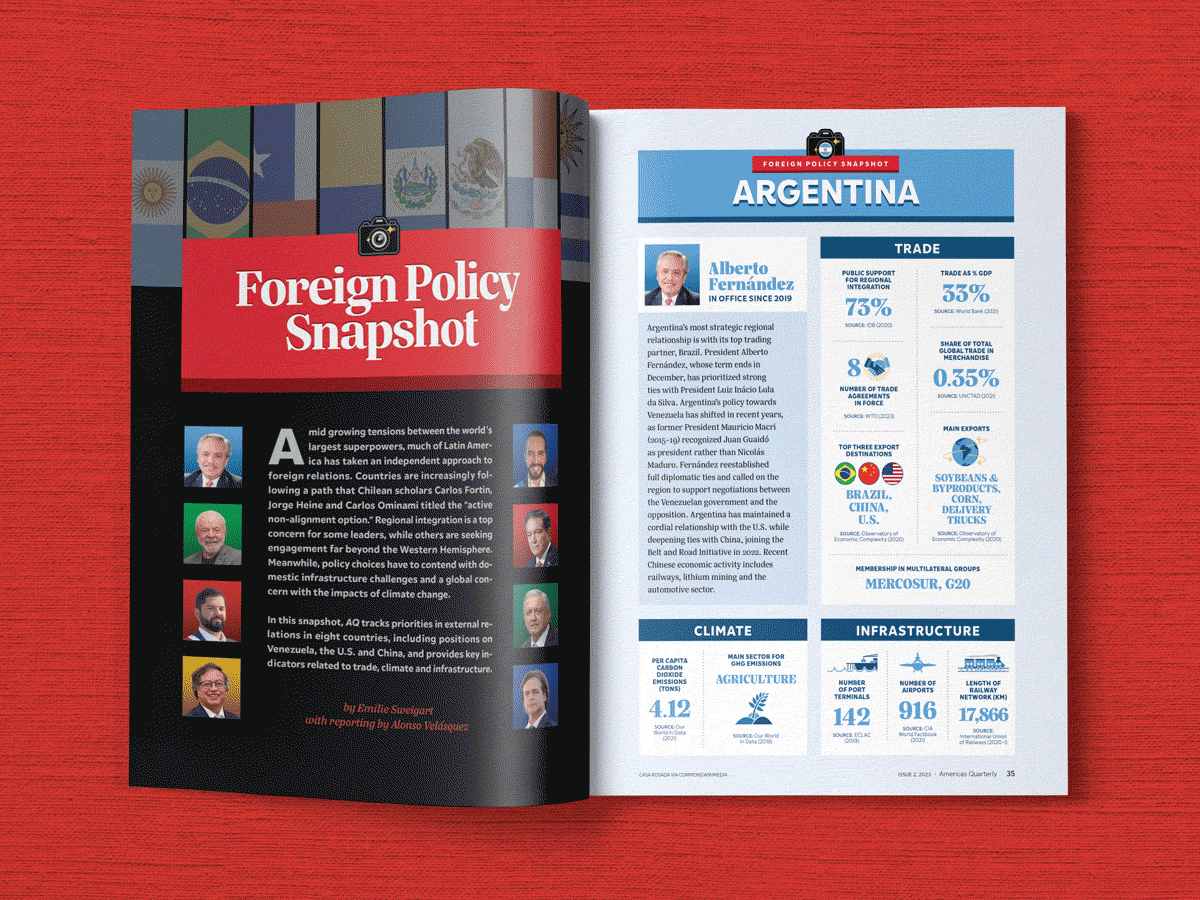 Foreign Policy
Snapshot
Amid growing tensions between the world's
largest superpowers, much of Latin Amer-
ica has taken an independent approach to
foreign relations. Countries are increasingly fol-
lowing a path that Chilean scholars Carlos Fortin,
Jorge Heine and Carlos Ominami titled the "active
non-alignment option." Regional integration is a top
concern for some leaders, while others are seeking
engagement far beyond the Western Hemisphere.
Meanwhile, policy choices have to contend with do-
mestic infrastructure challenges and a global con-
cern with the impacts of climate change.
In this snapshot, AQ tracks priorities in external re-
lations in eight countries, including positions on
Venezuela, the U.S. and China, and provides key in-
dicators related to trade, climate and infrastructure.
by Emilie Sweigart
with reporting by Alonso Velásquez
FOREIGN POLICY SNAPSHOT
ARGENTINA
Alberto
Fernández
IN OFFICE SINCE 2019
Argentina's most strategic regional
relationship is with its top trading
partner, Brazil. President Alberto
Fernández, whose term ends in
December, has prioritized strong
ties with President Luiz Inácio Lula
da Silva. Argentina's policy towards
Venezuela has shifted in recent years,
as former President Mauricio Macri
(2015-19) recognized Juan Guaidó
as president rather than Nicolás
Maduro. Fernández reestablished
full diplomatic ties and called on the
region to support negotiations between
the Venezuelan government and the
opposition. Argentina has maintained a
cordial relationship with the U.S. while
deepening ties with China, joining the
Belt and Road Initiative in 2022. Recent
Chinese economic activity includes
railways, lithium mining and the
automotive sector.
TRADE
PUBLIC SUPPORT
FOR REGIONAL
INTEGRATION
73%
SOURCE: IDB (2020)
8
NUMBER OF TRADE
AGREEMENTS
IN FORCE
SOURCE: WTO (2023)
TOP THREE EXPORT
DESTINATIONS
BRAZIL,
CHINA,
U.S.
SOURCE: Observatory of
Economic Complexity (2020)
TRADE AS % GDP
33%
SOURCE: World Bank (2021)
SHARE OF TOTAL
GLOBAL TRADE IN
MERCHANDISE
0.35%
SOURCE: UNCTAD (2021)
MAIN EXPORTS
SOYBEANS &
BYPRODUCTS,
CORN,
DELIVERY
TRUCKS
SOURCE: Observatory of
Economic Complexity (2020)
MEMBERSHIP IN MULTILATERAL GROUPS
MERCOSUR, G20
CLIMATE
PER CAPITA
CARBON
DIOXIDE
EMISSIONS
(TONS)
4.12
SOURCE: Our
World in Data
(2021)
MAIN SECTOR FOR
GHG EMISSIONS
AGRICULTURE
SOURCE: Our World
in Data (2019)
INFRASTRUCTURE
NUMBER
OF PORT
TERMINALS
142
SOURCE: ECLAC
(2019)
NUMBER OF
AIRPORTS
916
SOURCE: CIA
World Factbook
(2020)
LENGTH OF
RAILWAY
NETWORK (KM)
17,866
SOURCE:
International Union
of Railways (2020-1).
CASA ROSADA VIA COMMONS.WIKIMEDIA
ISSUE 2, 2023 · Americas Quarterly 35